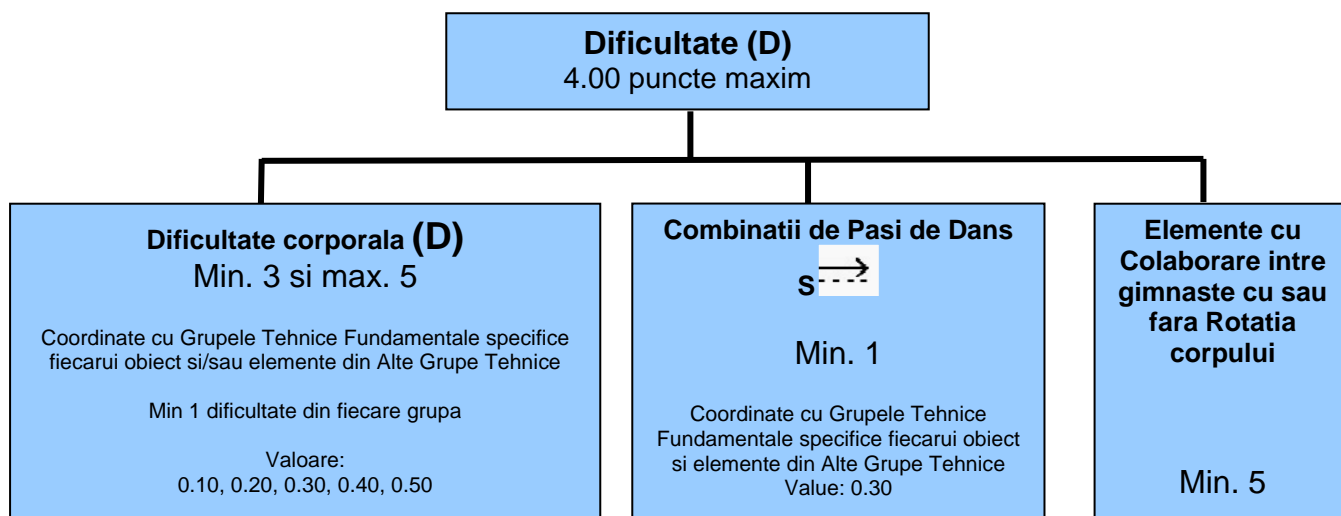 Dificultate (D)
4.00 puncte maxim
Dificultate corporala (D)
Min. 3 si max. 5
Coordinate cu Grupele Tehnice Fundamentale specifice
fiecarui obiect si/sau elemente din Alte Grupe Tehnice
Min 1 dificultate din fiecare grupa
Valoare:
0.10, 0.20, 0.30, 0.40, 0.50
Combinatii de Pasi de Dans
S
Min. 1
Coordinate cu Grupele Tehnice
Fundamentale specifice fiecarui obiect
si elemente din Alte Grupe Tehnice
Value: 0.30
Elemente cu
Colaborare intre
gimnaste cu sau
fara Rotatia
corpului
Min. 5